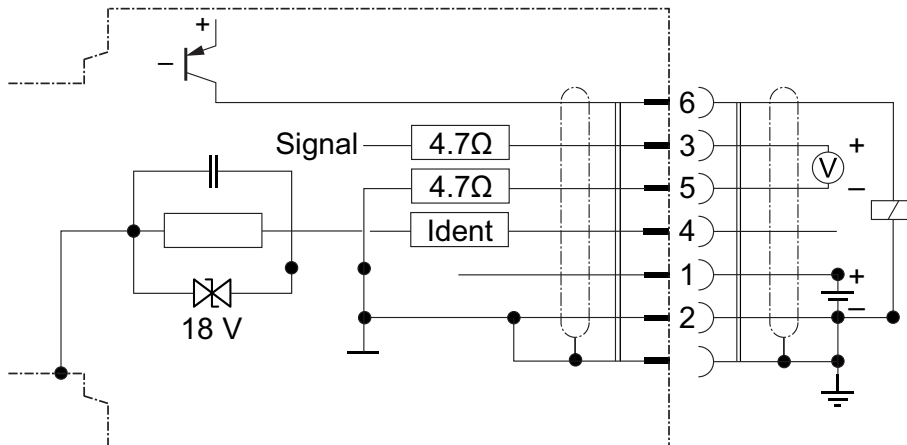 +
–
6
Signal
4.7Ω
3
+
V
4.7Ω
5
–
Ident
4
1
+
18 V
2
–